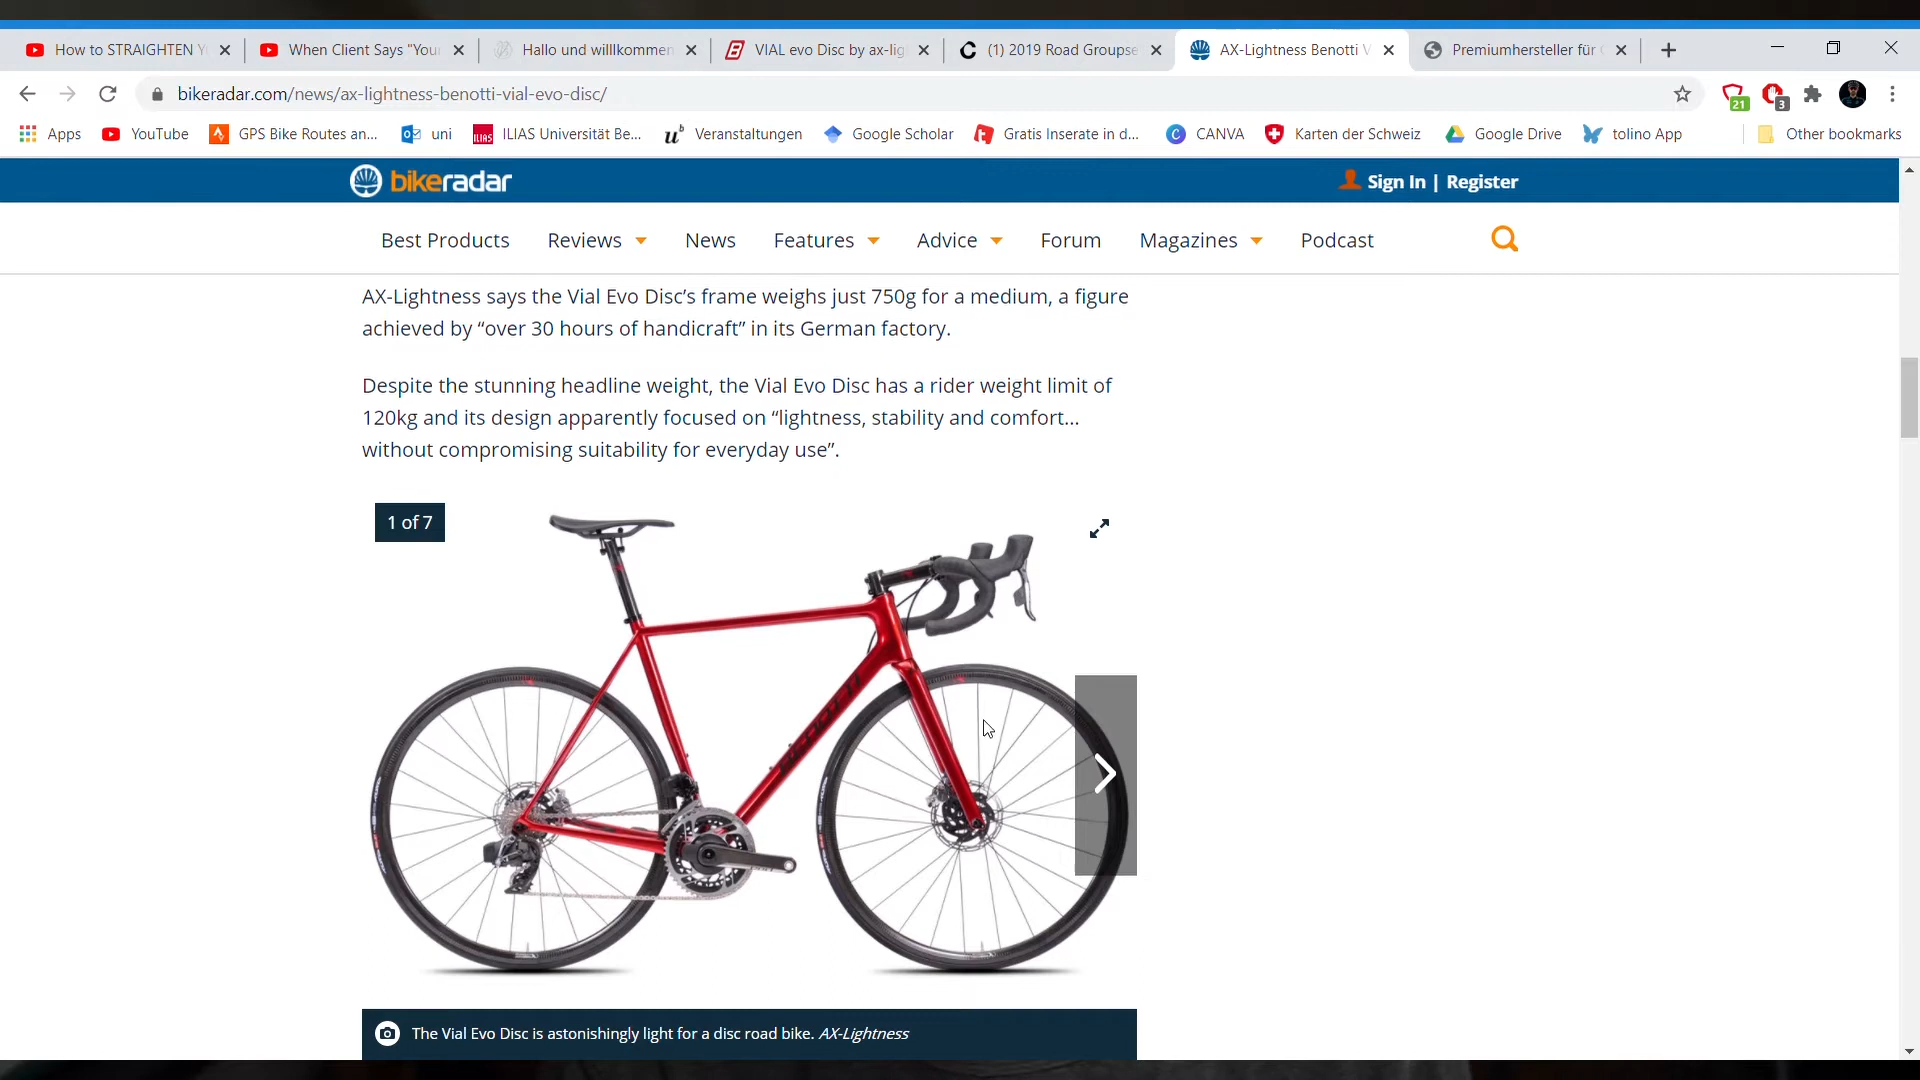 How to STRAIGHTEN Y
When Client Says "Your
Hallo und willlkommen
VIAL evo Disc by ax-lig
(1) 2019 Road Groupse
AX-Lightness Benotti V
Premiumhersteller für C
bikeradar.com/news/ax-lightness-benotti-vial-evo-disc/
21
3
Apps
YouTube
GPS Bike Routes an...
uni
ILIAS Universität Be...
Veranstaltungen
Google Scholar
Gratis Inserate in d...
CANVA
Karten der Schweiz
Google Drive
tolino App
Other bookmarks
bikeradar
Sign In | Register
Best Products
Reviews
News
Features
Advice
Forum
Magazines
Podcast
AX-Lightness says the Vial Evo Disc’s frame weighs just 750g for a medium, a figure
achieved by “over 30 hours of handicraft” in its German factory.
Despite the stunning headline weight, the Vial Evo Disc has a rider weight limit of
120kg and its design apparently focused on “lightness, stability and comfort...
without compromising suitability for everyday use”.
1 of 7
BENOTTI
The Vial Evo Disc is astonishingly light for a disc road bike. AX-Lightness